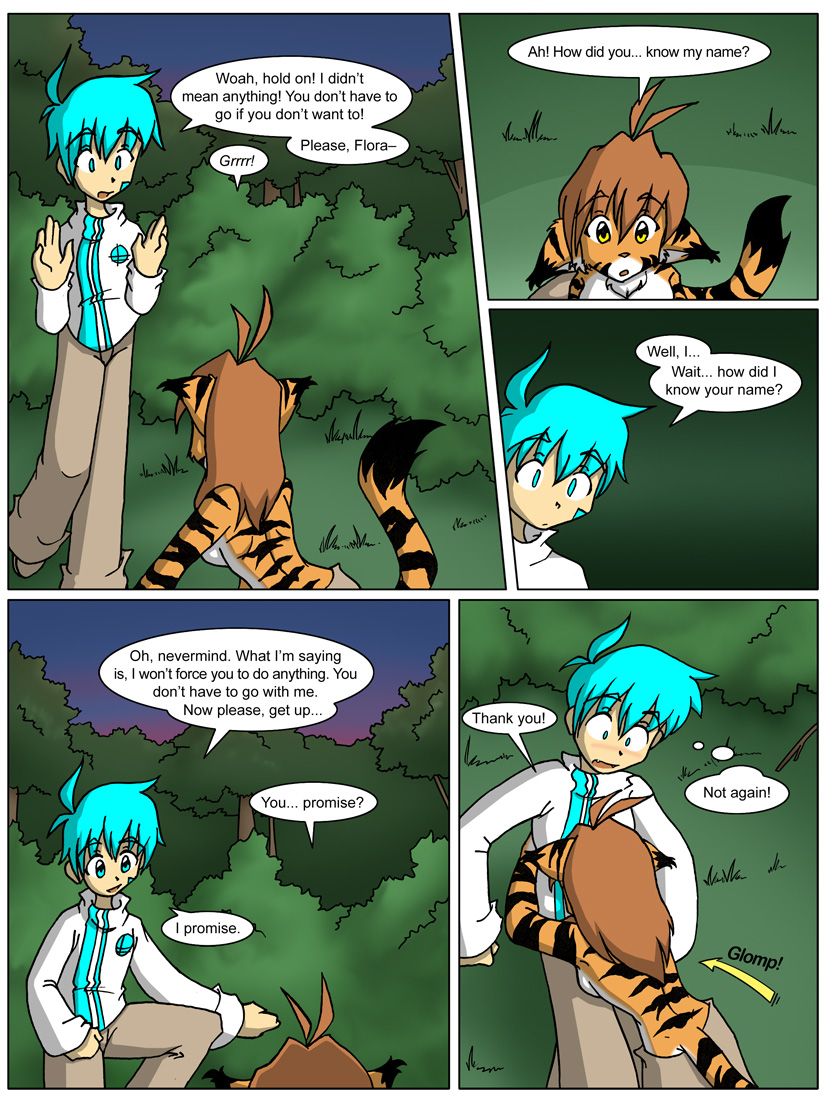 Woah, hold on! I didn't
mean anything! You don't have to
go if you don't want to!
Please, Flora–
Grrrr!
Ah! How did you... know my name?
Well, I...
Wait... how did I
know your name?
Oh, nevermind. What I'm saying
is, I won't force you to do anything. You
don't have to go with me.
Now please, get up...
You... promise?
I promise.
Thank you!
Not again!
Glomp!